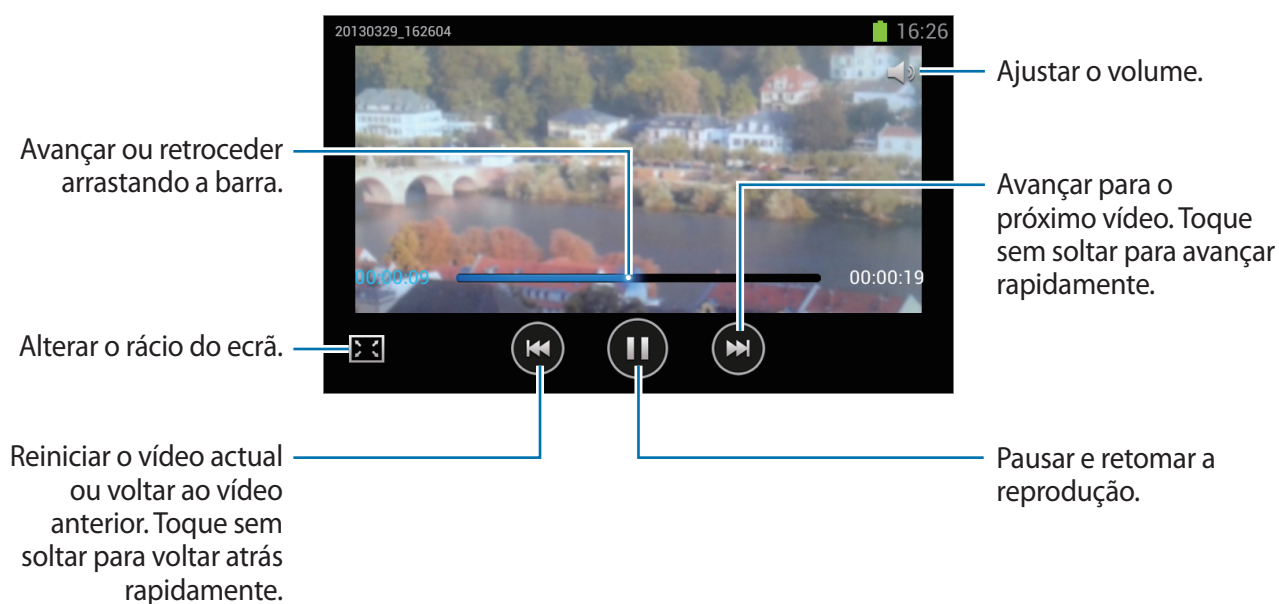 20130329_162604
16:26
Ajustar o volume.
Avançar ou retroceder
arrastando a barra.
Avançar para o
próximo vídeo. Toque
sem soltar para avançar
rapidamente.
00:00:09
00:00:19
Alterar o rácio do ecrã.
Reiniciar o vídeo actual
ou voltar ao vídeo
anterior. Toque sem
soltar para voltar atrás
rapidamente.
Pausar e retomar a
reprodução.